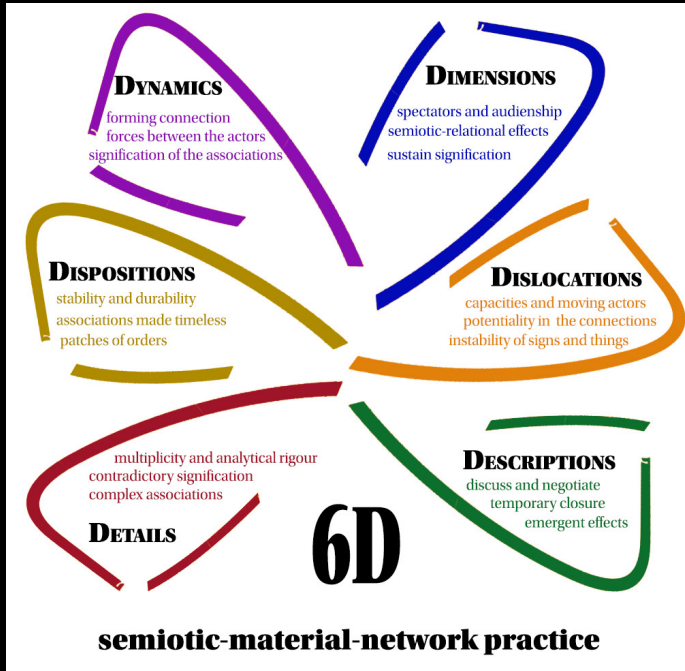 DYNAMICS
forming connection
forces between the actors
signification of the associations
DIMENSIONS
spectators and audienship
semiotic-relational effects
sustain signification
DISPOSITIONS
stability and durability
associations made timeless
patches of orders
DISLOCATIONS
capacities and moving actors
potentiality in the connections
instability of signs and things
multiplicity and analytical rigour
contradictory signification
complex associations
DETAILS
DESCRIPTIONS
discuss and negotiate
temporary closure
emergent effects
6D
semiotic-material-network practice